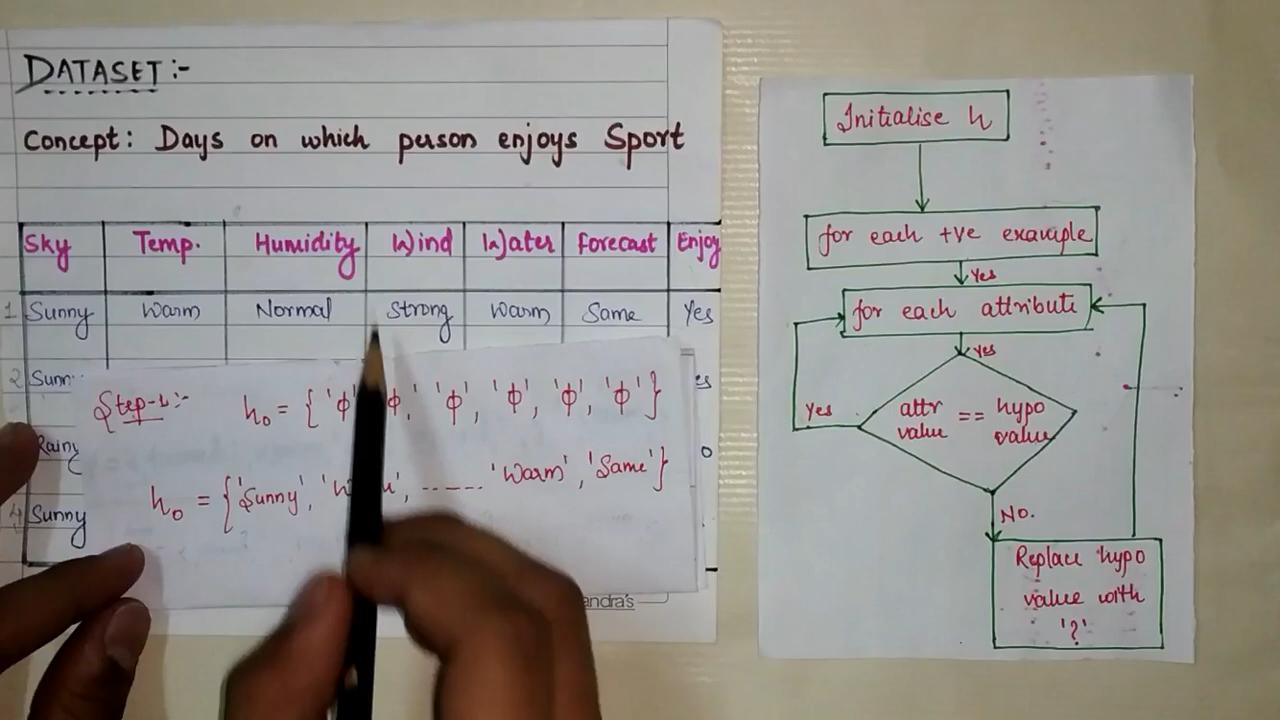 DATASET :-
Concept: Days on which person enjoys Sport
Sky Temp. Humidity Wind Water Forecast Enjoy
1 Sunny Warm Normal Strong Warm Same Yes
2
Rainy
4 Sunny
Step-1:-
h₀ = { 'ϕ' ϕ, 'ϕ', 'ϕ', 'ϕ', 'ϕ' }
h₀ = { 'Sunny', ...... 'Warm', 'Same' }
Initialise h
for each +ve example
Yes
for each attribute
Yes
attr value == hypo value
Yes
No.
Replace hypo
value with
'?'